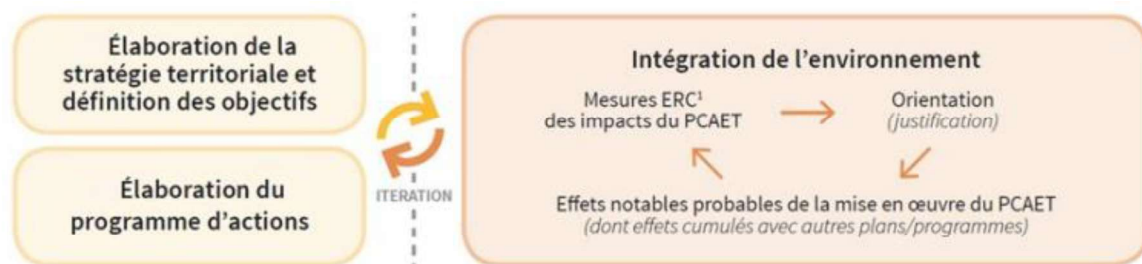 Élaboration de la
stratégie territoriale et
définition des objectifs
Élaboration du
programme d'actions
ITERATION
Intégration de l'environnement
Mesures ERC¹
des impacts du PCAET
Orientation
(justification)
Effets notables probables de la mise en œuvre du PCAET
(dont effets cumulés avec autres plans/programmes)